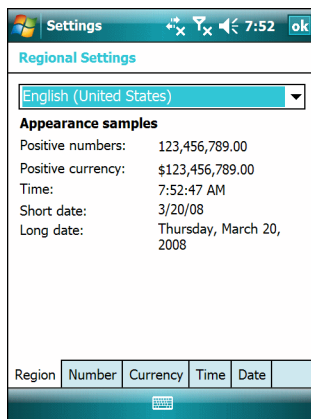 Settings 7:52 ok
Regional Settings
English (United States)
Appearance samples
Positive numbers: 123,456,789.00
Positive currency: $123,456,789.00
Time: 7:52:47 AM
Short date: 3/20/08
Long date: Thursday, March 20,
2008
Region Number Currency Time Date